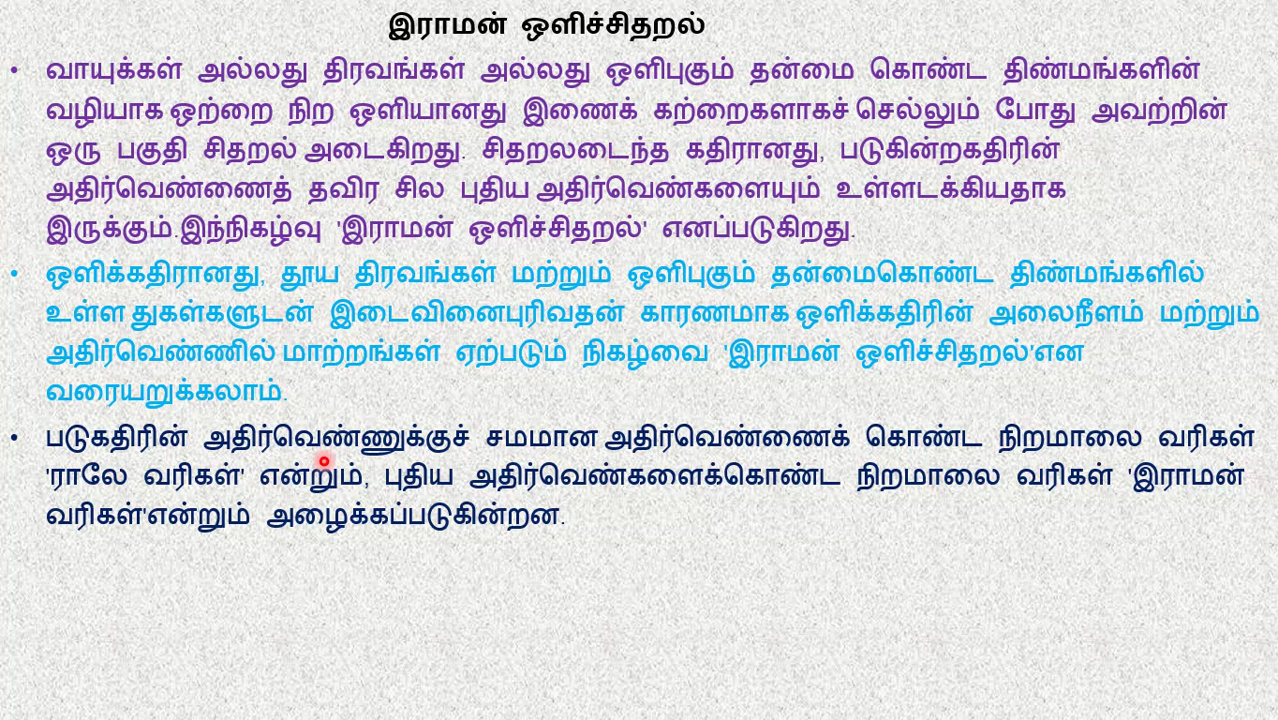 இராமன் ஒளிச்சிதறல்
• வாயுக்கள் அல்லது திரவங்கள் அல்லது ஒளிபுகும் தன்மை கொண்ட திண்மங்களின்
வழியாக ஒற்றை நிற ஒளியானது இணைக் கற்றைகளாகச் செல்லும் போது அவற்றின்
ஒரு பகுதி சிதறல் அடைகிறது. சிதறலடைந்த கதிரானது, படுகின்றகதிரின்
அதிர்வெண்ணைத் தவிர சில புதிய அதிர்வெண்களையும் உள்ளடக்கியதாக
இருக்கும்.இந்நிகழ்வு 'இராமன் ஒளிச்சிதறல்' எனப்படுகிறது.
• ஒளிக்கதிரானது, தூய திரவங்கள் மற்றும் ஒளிபுகும் தன்மைகொண்ட திண்மங்களில்
உள்ள துகள்களுடன் இடைவினைபுரிவதன் காரணமாக ஒளிக்கதிரின் அலைநீளம் மற்றும்
அதிர்வெண்ணில் மாற்றங்கள் ஏற்படும் நிகழ்வை 'இராமன் ஒளிச்சிதறல்'என
வரையறுக்கலாம்.
• படுகதிரின் அதிர்வெண்ணுக்குச் சமமான அதிர்வெண்ணைக் கொண்ட நிறமாலை வரிகள்
'ராலே வரிகள்' என்றும், புதிய அதிர்வெண்களைக்கொண்ட நிறமாலை வரிகள் 'இராமன்
வரிகள்'என்றும் அழைக்கப்படுகின்றன.